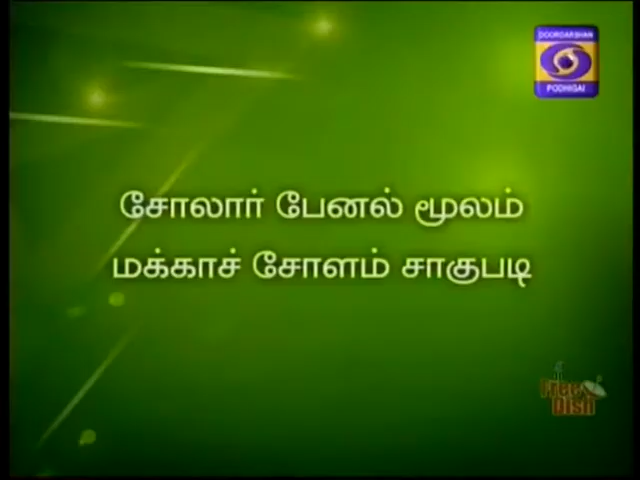 DOORDARSHAN
PODHIGAI
சோலார் பேனல் மூலம்
மக்காச் சோளம் சாகுபடி
Free
Dish